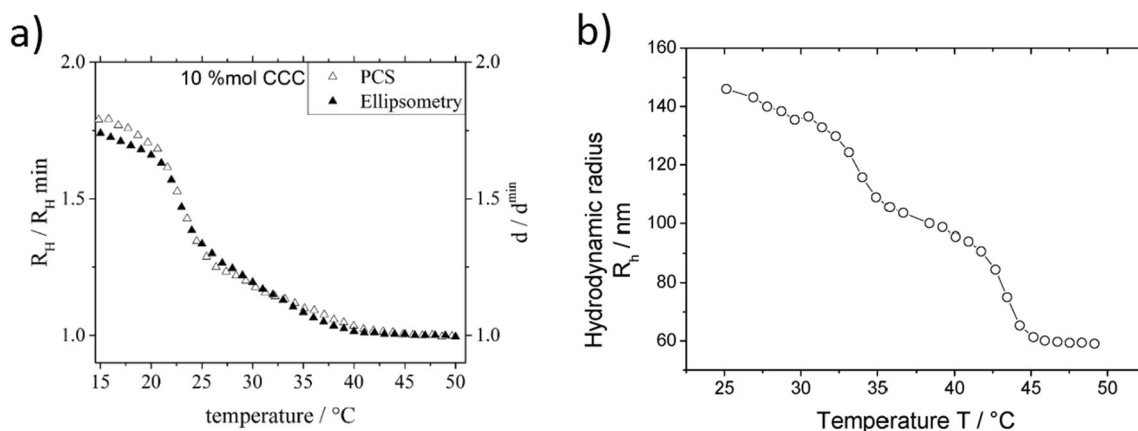 a)
10 %mol CCC
PCS
Ellipsometry
R_H / R_H min
2.0
1.5
1.0
d / d^min
2.0
1.5
1.0
15 20 25 30 35 40 45 50
temperature / °C
b)
Hydrodynamic radius
R_h / nm
160
140
120
100
80
60
25 30 35 40 45 50
Temperature T / °C